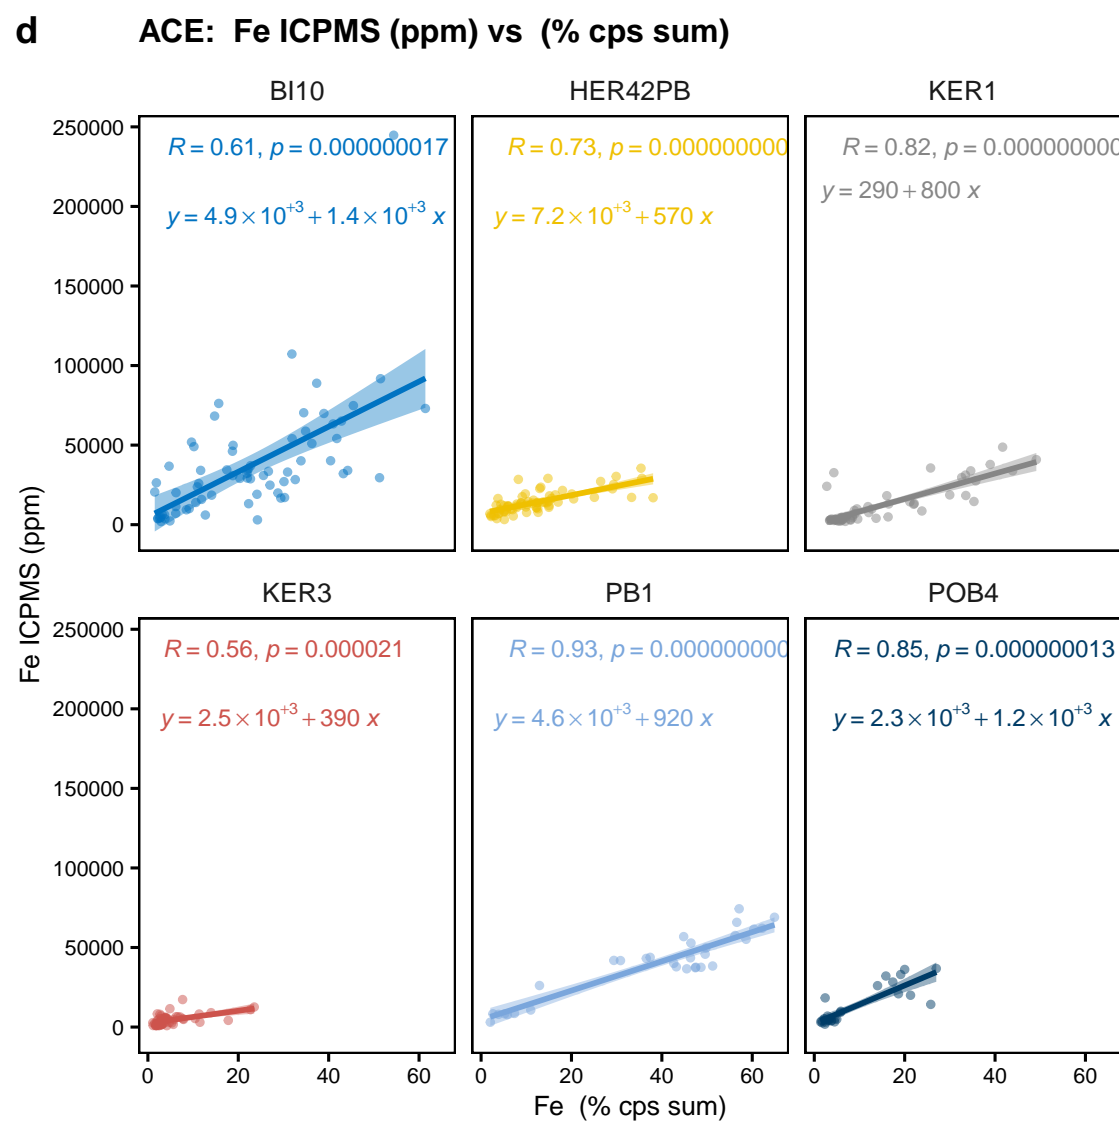 d ACE: Fe ICPMS (ppm) vs (% cps sum)
BI10 HER42PB KER1
250000
200000
150000
100000
50000
0
R = 0.61, p = 0.000000017
y = 4.9×10⁺³ + 1.4×10⁺³ x
R = 0.73, p = 0.000000000
y = 7.2×10⁺³ + 570 x
R = 0.82, p = 0.000000000
y = 290 + 800 x
Fe ICPMS (ppm)
KER3 PB1 POB4
250000
200000
150000
100000
50000
0
R = 0.56, p = 0.000021
y = 2.5×10⁺³ + 390 x
R = 0.93, p = 0.000000000
y = 4.6×10⁺³ + 920 x
R = 0.85, p = 0.000000013
y = 2.3×10⁺³ + 1.2×10⁺³ x
0 20 40 60 0 20 40 60 0 20 40 60
Fe (% cps sum)